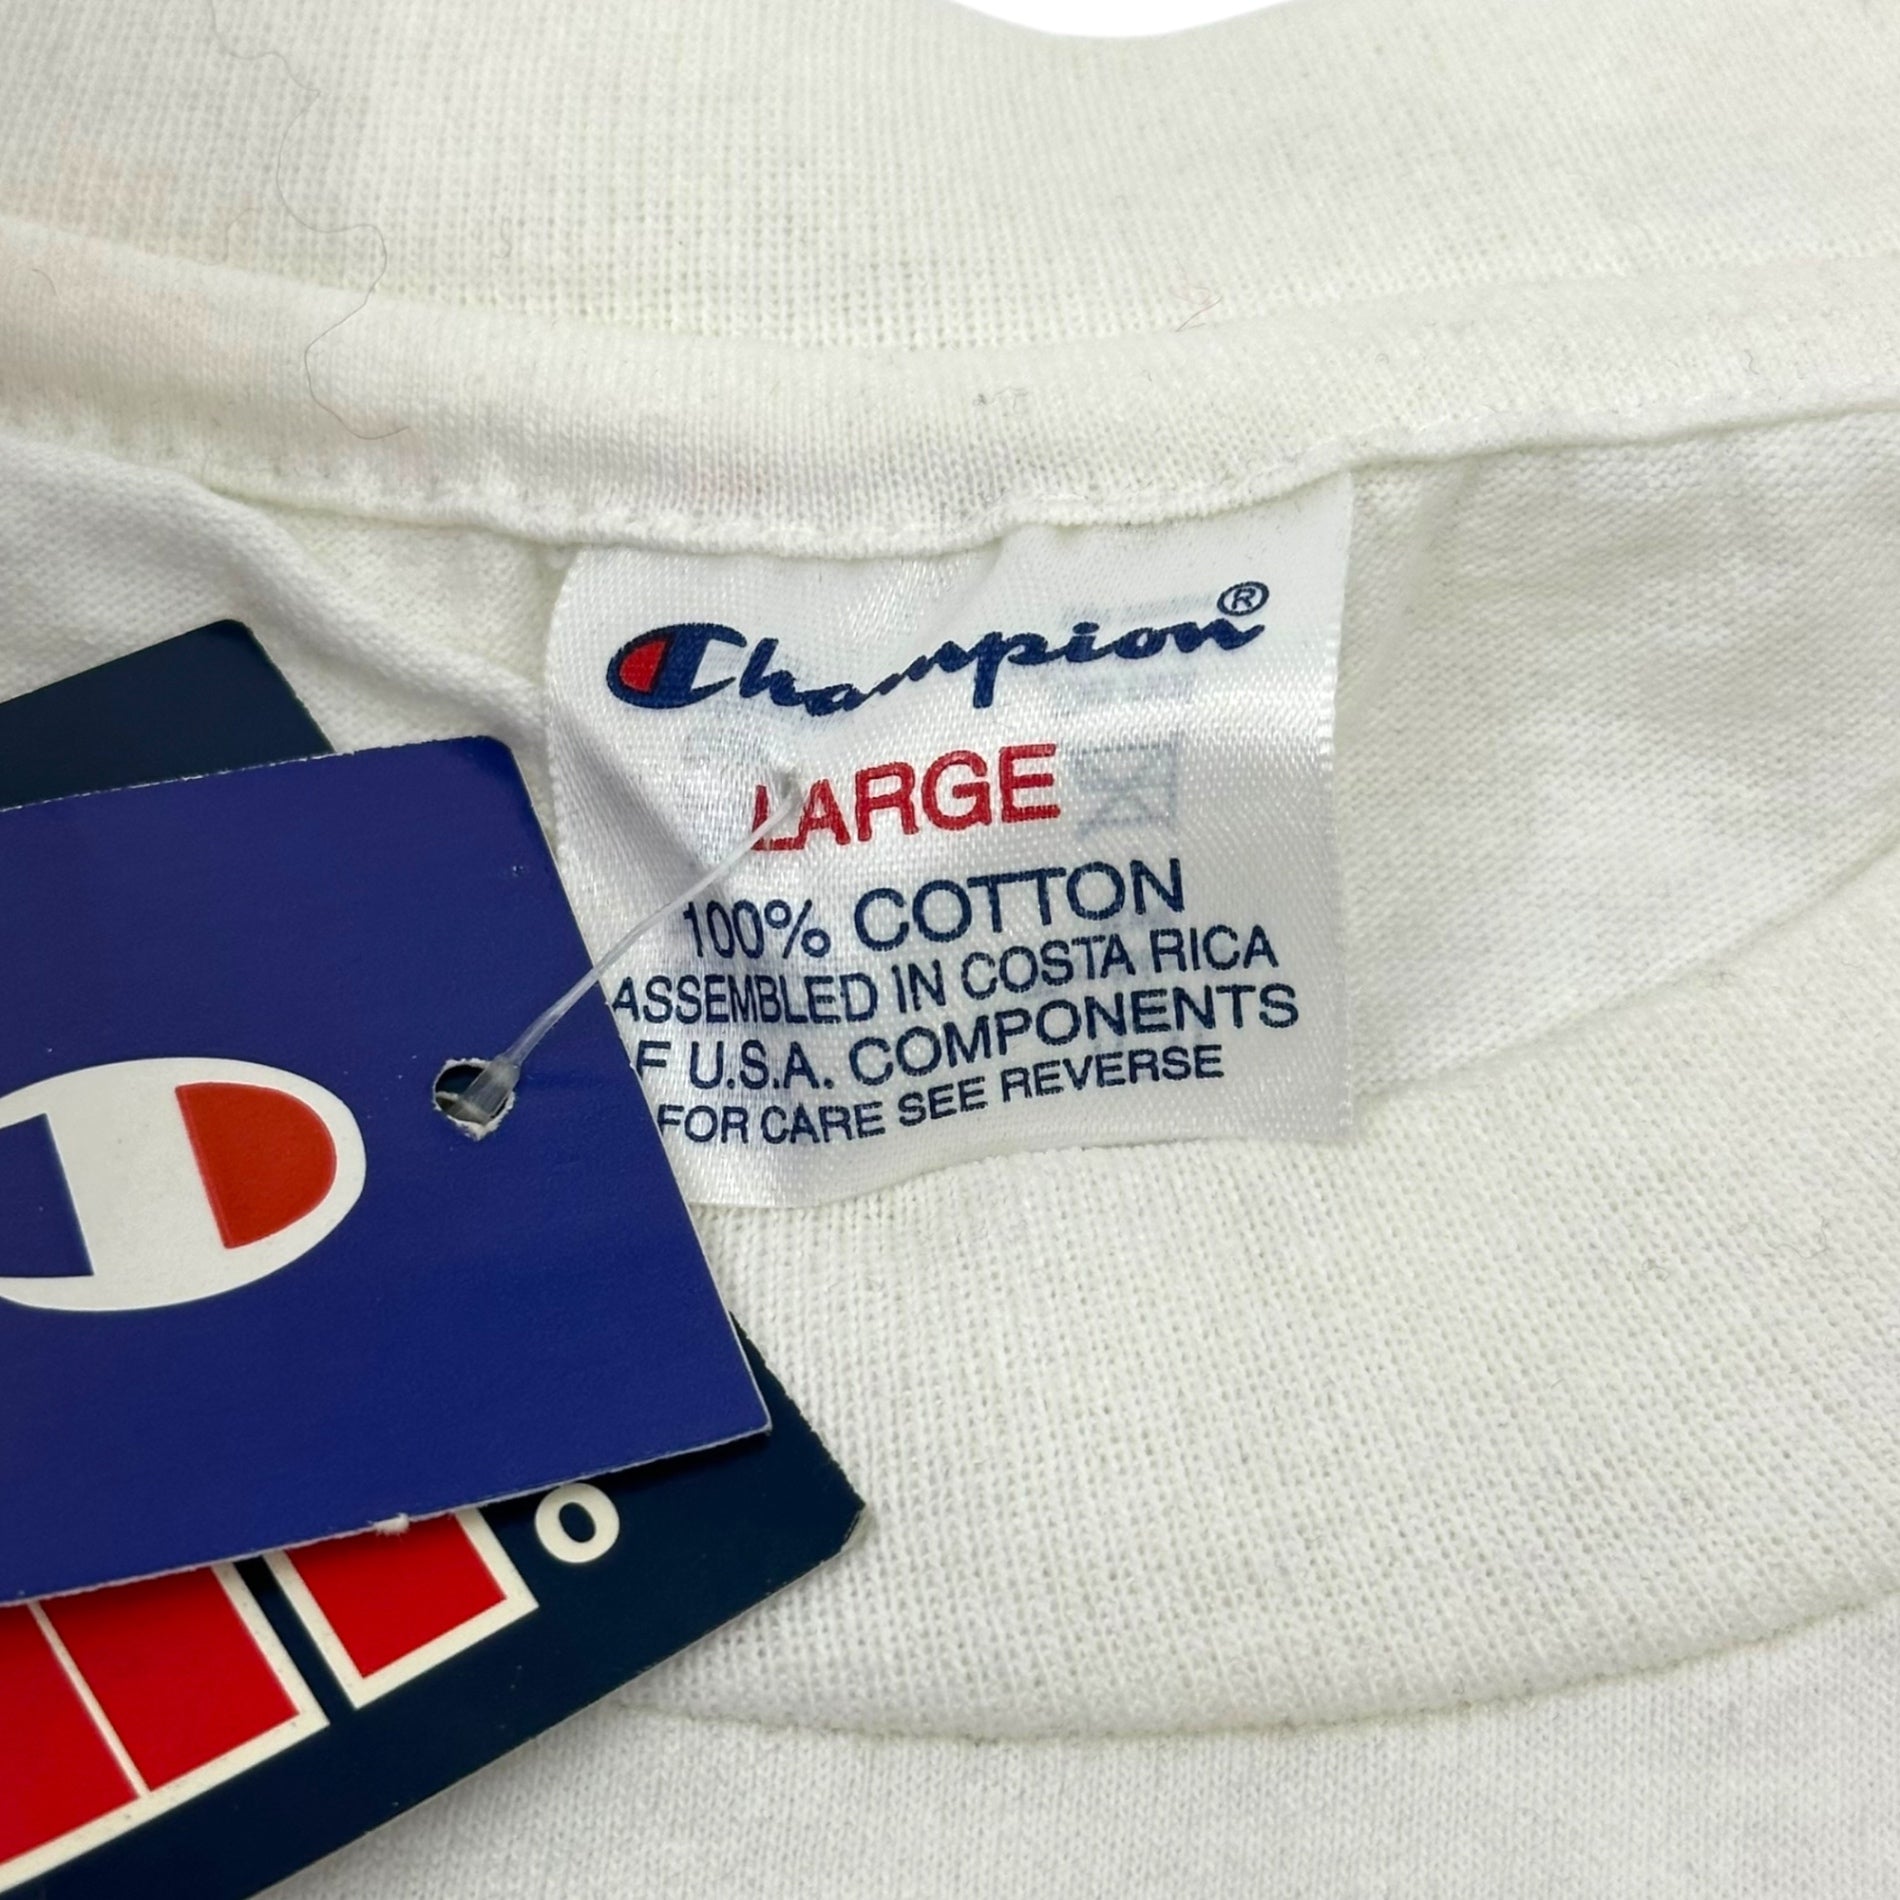 Champion®
LARGE
100% COTTON
ASSEMBLED IN COSTA RICA
F U.S.A. COMPONENTS
FOR CARE SEE REVERSE